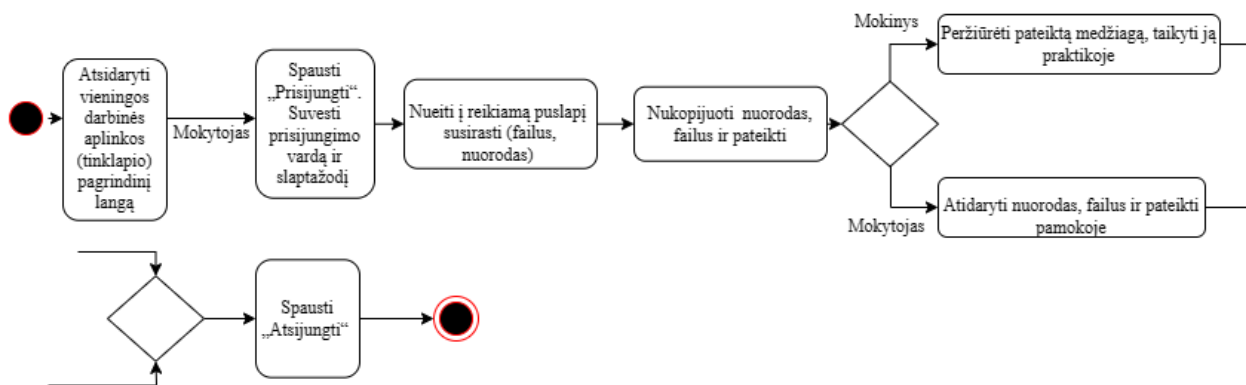 Atsidaryti
vieningos
darbinės
aplinkos
(tinklapio)
pagrindinį
langą
Mokytojas
Spausti
„Prisijungti“.
Suvesti
prisijungimo
vardą ir
slaptažodį
Nueiti į reikiamą puslapį
susirasti (failus,
nuorodas)
Nukopijuoti nuorodas,
failus ir pateikti
Mokinys
Peržiūrėti pateiktą medžiagą, taikyti ją
praktikoje
Mokytojas
Atidaryti nuorodas, failus ir pateikti
pamokoje
Spausti
„Atsijungti“